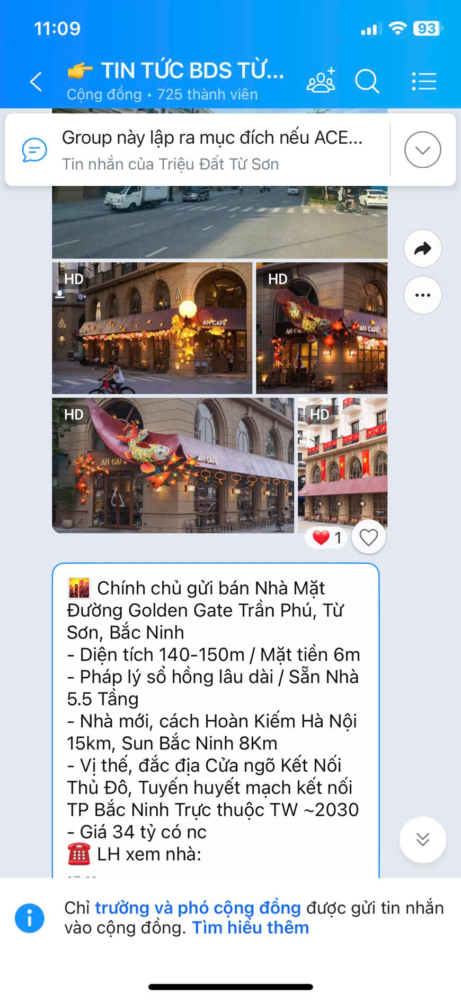 11:09
93
👉 TIN TỨC BDS TỪ...
Cộng đồng • 725 thành viên
Group này lập ra mục đích nếu ACE...
Tin nhắn của Triệu Đất Từ Sơn
HD
AN CAFÉ
HD
AN CAFÉ
HD
AN CAFÉ
AN CAFÉ
HD
❤️ 1
🌇 Chính chủ gửi bán Nhà Mặt
Đường Golden Gate Trần Phú, Từ
Sơn, Bắc Ninh
- Diện tích 140-150m / Mặt tiền 6m
- Pháp lý sổ hồng lâu dài / Sẵn Nhà
5.5 Tầng
- Nhà mới, cách Hoàn Kiếm Hà Nội
15km, Sun Bắc Ninh 8Km
- Vị thế, đắc địa Cửa ngõ Kết Nối
Thủ Đô, Tuyến huyết mạch kết nối
TP Bắc Ninh Trực thuộc TW ~2030
- Giá 34 tỷ có nc
☎️ LH xem nhà:
Chỉ trưởng và phó cộng đồng được gửi tin nhắn
vào cộng đồng. Tìm hiểu thêm